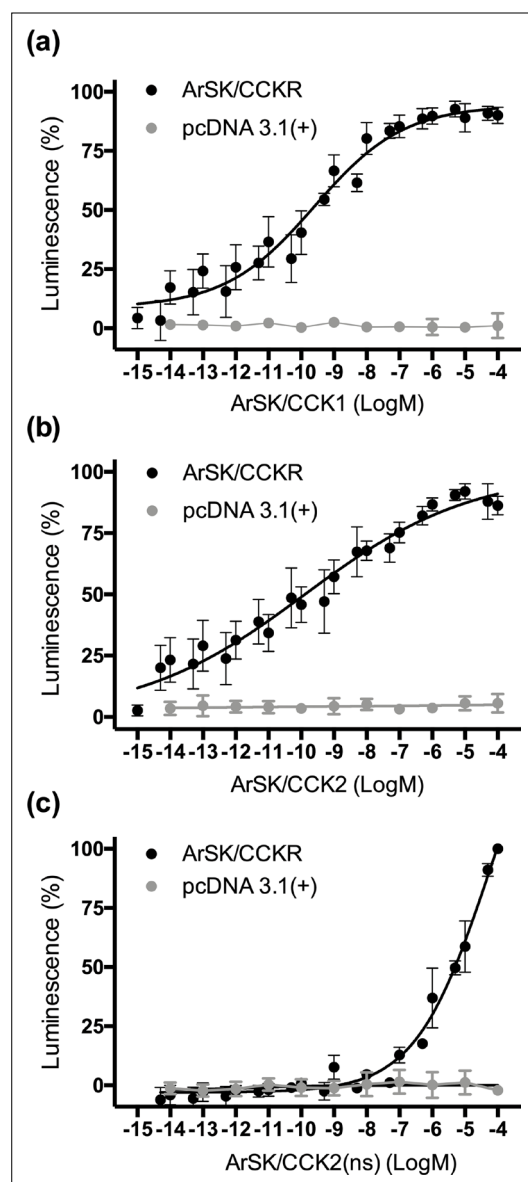 (a)
ArSK/CCKR
pcDNA 3.1(+)
Luminescence (%)
100
75
50
25
0
-15 -14 -13 -12 -11 -10 -9 -8 -7 -6 -5 -4
ArSK/CCK1 (LogM)
(b)
ArSK/CCKR
pcDNA 3.1(+)
Luminescence (%)
100
75
50
25
0
-15 -14 -13 -12 -11 -10 -9 -8 -7 -6 -5 -4
ArSK/CCK2 (LogM)
(c)
ArSK/CCKR
pcDNA 3.1(+)
Luminescence (%)
100
75
50
25
0
-15 -14 -13 -12 -11 -10 -9 -8 -7 -6 -5 -4
ArSK/CCK2(ns) (LogM)